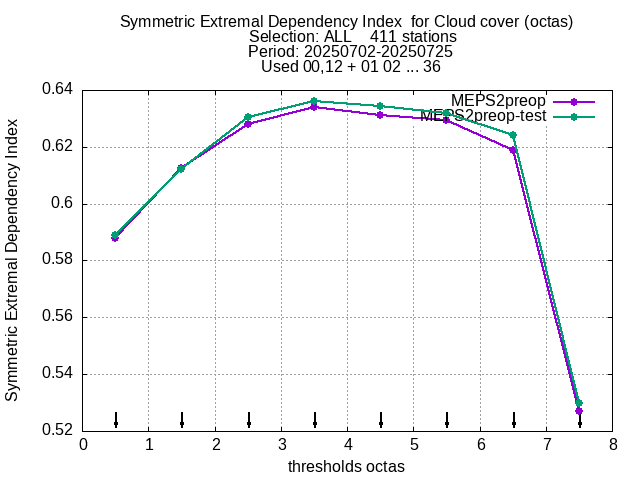 Symmetric Extremal Dependency Index  for Cloud cover (octas)
Selection: ALL    411 stations
Period: 20250702-20250725
Used 00,12 + 01 02 ... 36
MEPS2preop
MEPS2preop-test
Symmetric Extremal Dependency Index
0.64
0.62
0.6
0.58
0.56
0.54
0.52
0 1 2 3 4 5 6 7 8
thresholds octas